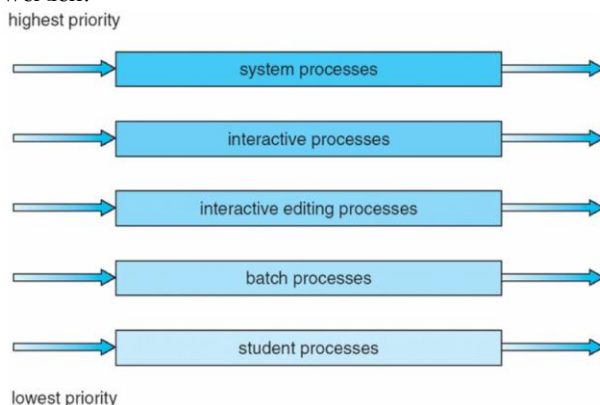 highest priority
system processes
interactive processes
interactive editing processes
batch processes
student processes
lowest priority